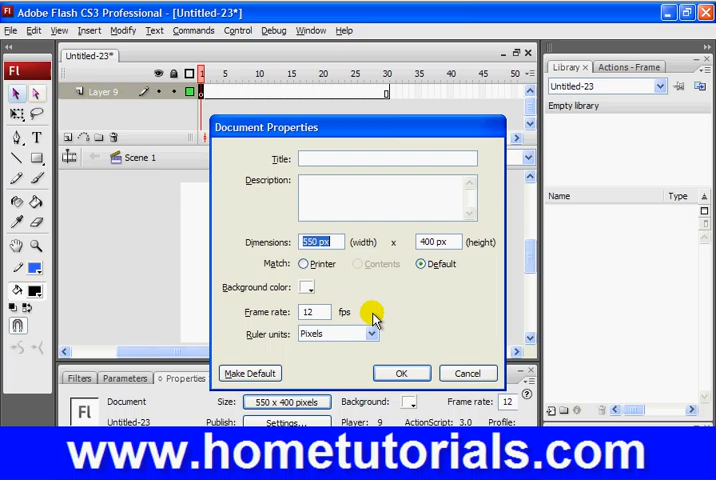 Fl Adobe Flash CS3 Professional - [Untitled-23*]
File Edit View Insert Modify Text Commands Control Debug Window Help
Untitled-23*
1 5 10 15 20 25 30 35 40 45 50
Layer 9
Scene 1
Fl
T
Document Properties
Title:
Description:
Dimensions: 550 px (width) x 400 px (height)
Match: Printer Contents Default
Background color:
Frame rate: 12 fps
Ruler units: Pixels
Make Default OK Cancel
Library Actions - Frame
Untitled-23
Empty library
Name Type
Filters Parameters Properties
Fl Document Size: 550 x 400 pixels Background: Frame rate: 12
Untitled-23 Publish: Settings... Player: 9 ActionScript: 3.0 Profile:
www.hometutorials.com